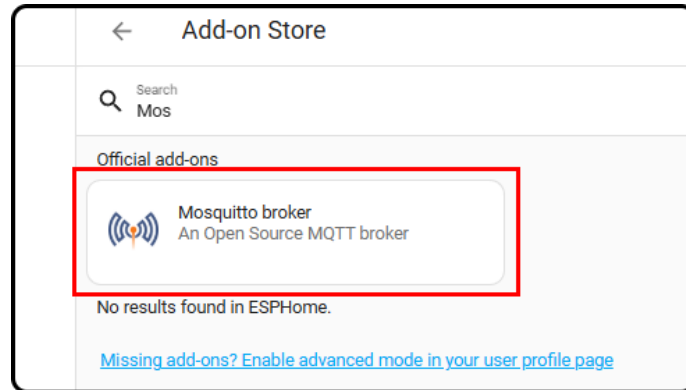 Add-on Store
Search
Mos
Official add-ons
Mosquitto broker
An Open Source MQTT broker
No results found in ESPHome.
Missing add-ons? Enable advanced mode in your user profile page